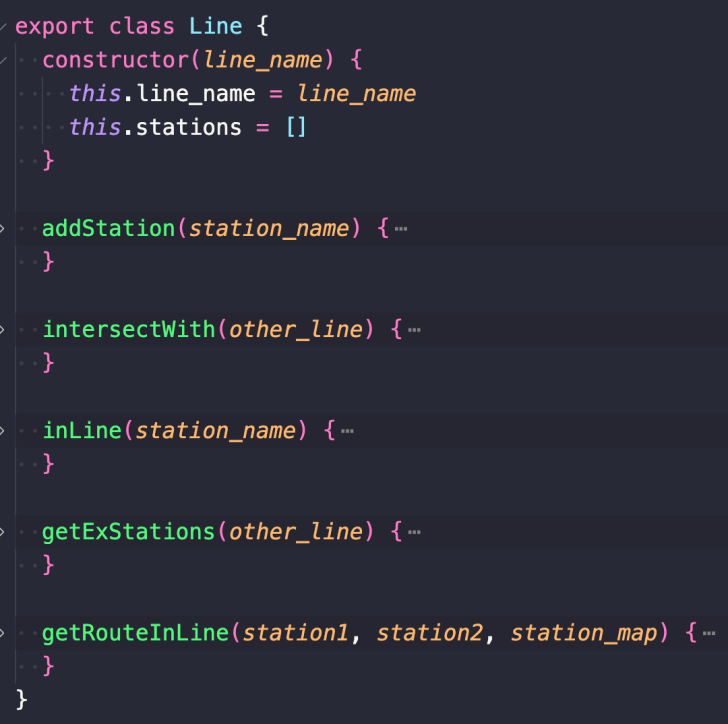 export class Line {
constructor(line_name) {
this.line_name = line_name
this.stations = []
}
addStation(station_name) {⋯
}
intersectWith(other_line) {⋯
}
inLine(station_name) {⋯
}
getExStations(other_line) {⋯
}
getRouteInLine(station1, station2, station_map) {⋯
}
}